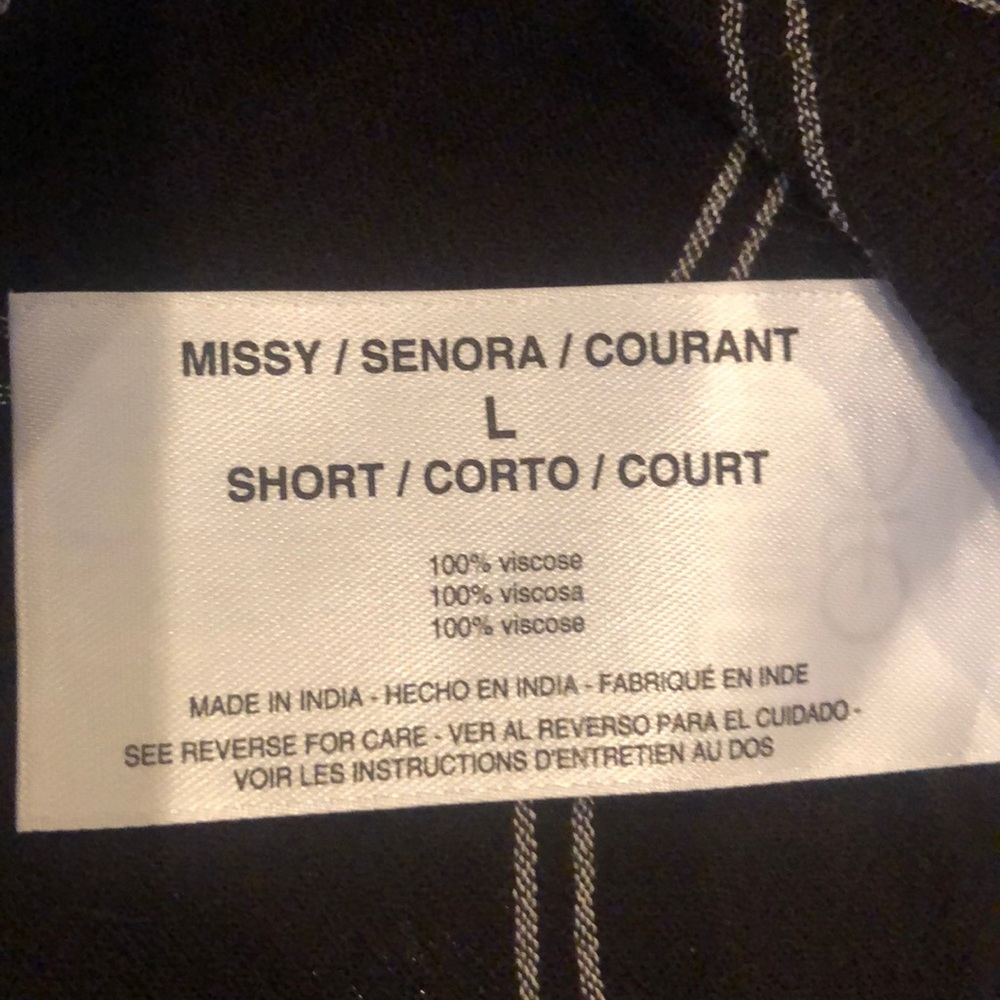 MISSY / SENORA / COURANT
L
SHORT / CORTO / COURT
100% viscose
100% viscosa
100% viscose
MADE IN INDIA - HECHO EN INDIA - FABRIQUÉ EN INDE
SEE REVERSE FOR CARE - VER AL REVERSO PARA EL CUIDADO -
VOIR LES INSTRUCTIONS D'ENTRETIEN AU DOS